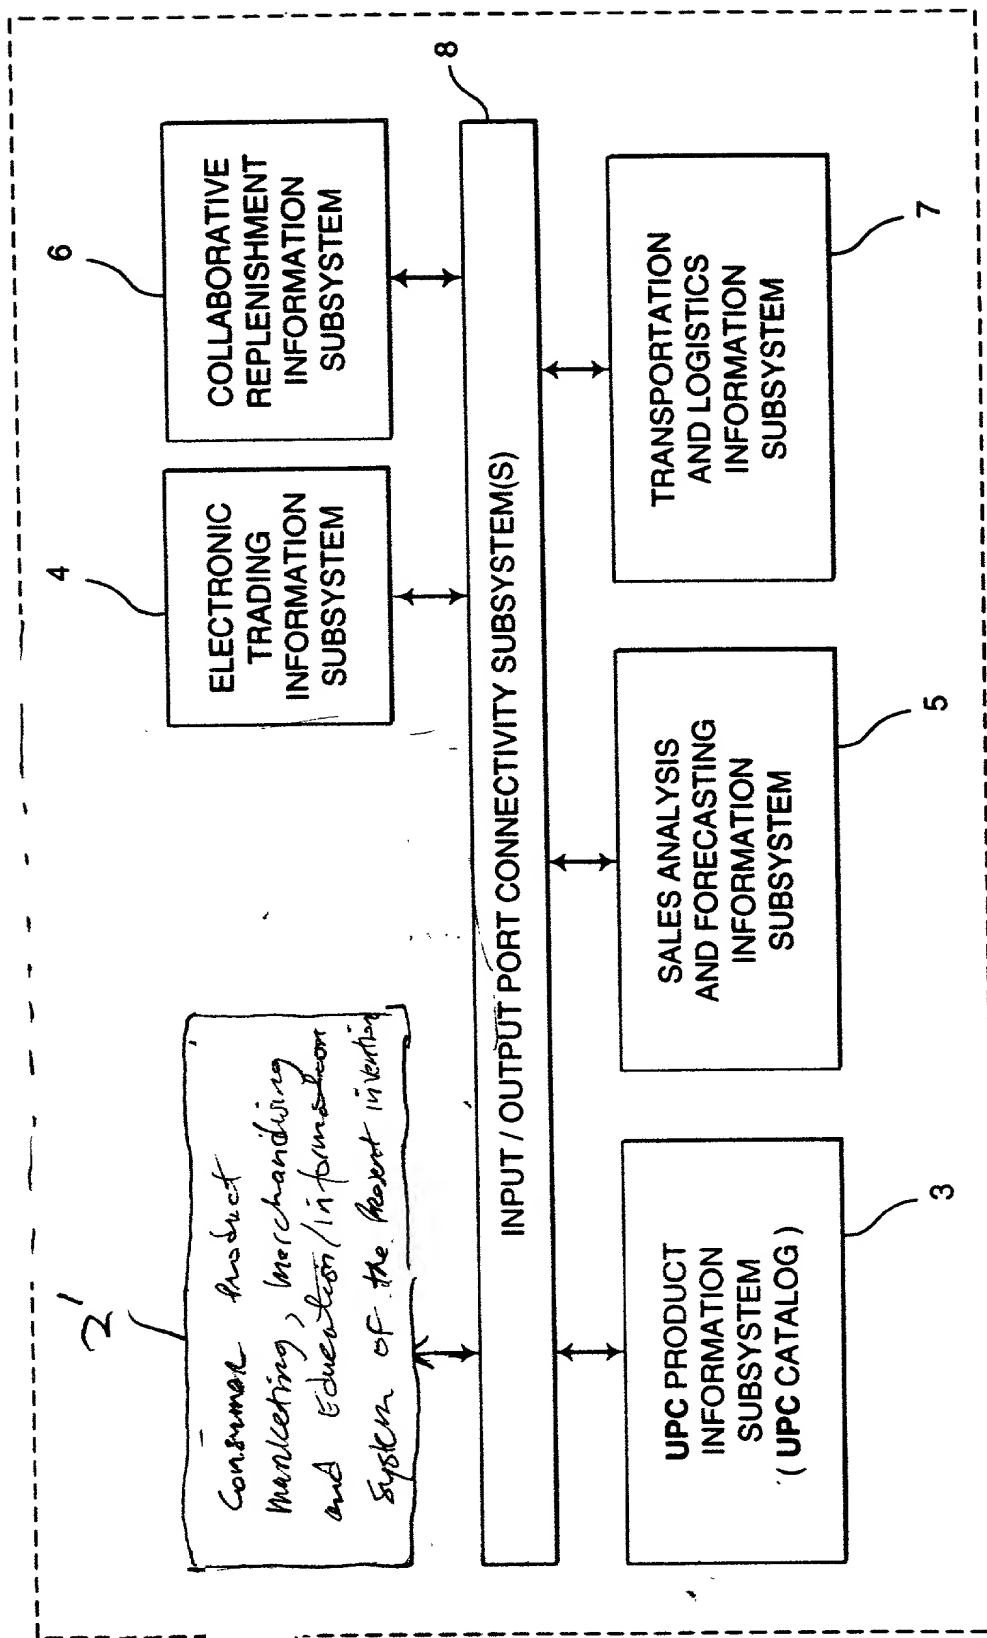 2'
Consumer Product
Marketing, Merchandising
and Education/Information
System of the Present invention
4
ELECTRONIC
TRADING
INFORMATION
SUBSYSTEM
6
COLLABORATIVE
REPLENISHMENT
INFORMATION
SUBSYSTEM
8
INPUT / OUTPUT PORT CONNECTIVITY SUBSYSTEM(S)
UPC PRODUCT
INFORMATION
SUBSYSTEM
( UPC CATALOG )
3
SALES ANALYSIS
AND FORECASTING
INFORMATION
SUBSYSTEM
5
TRANSPORTATION
AND LOGISTICS
INFORMATION
SUBSYSTEM
7